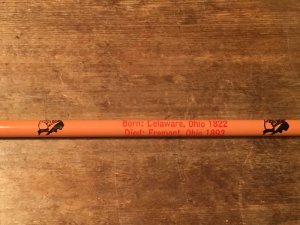 Born: Delaware, Ohio 1822
Died: Fremont, Ohio 1893